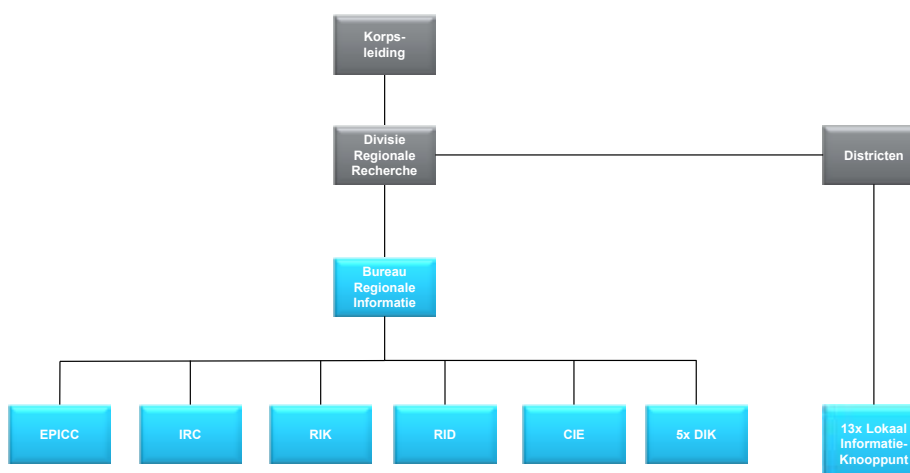 Korps-
leiding
Divisie
Regionale
Recherche
Districten
Bureau
Regionale
Informatie
EPICC
IRC
RIK
RID
CIE
5x DIK
13x Lokaal
Informatie-
Knooppunt